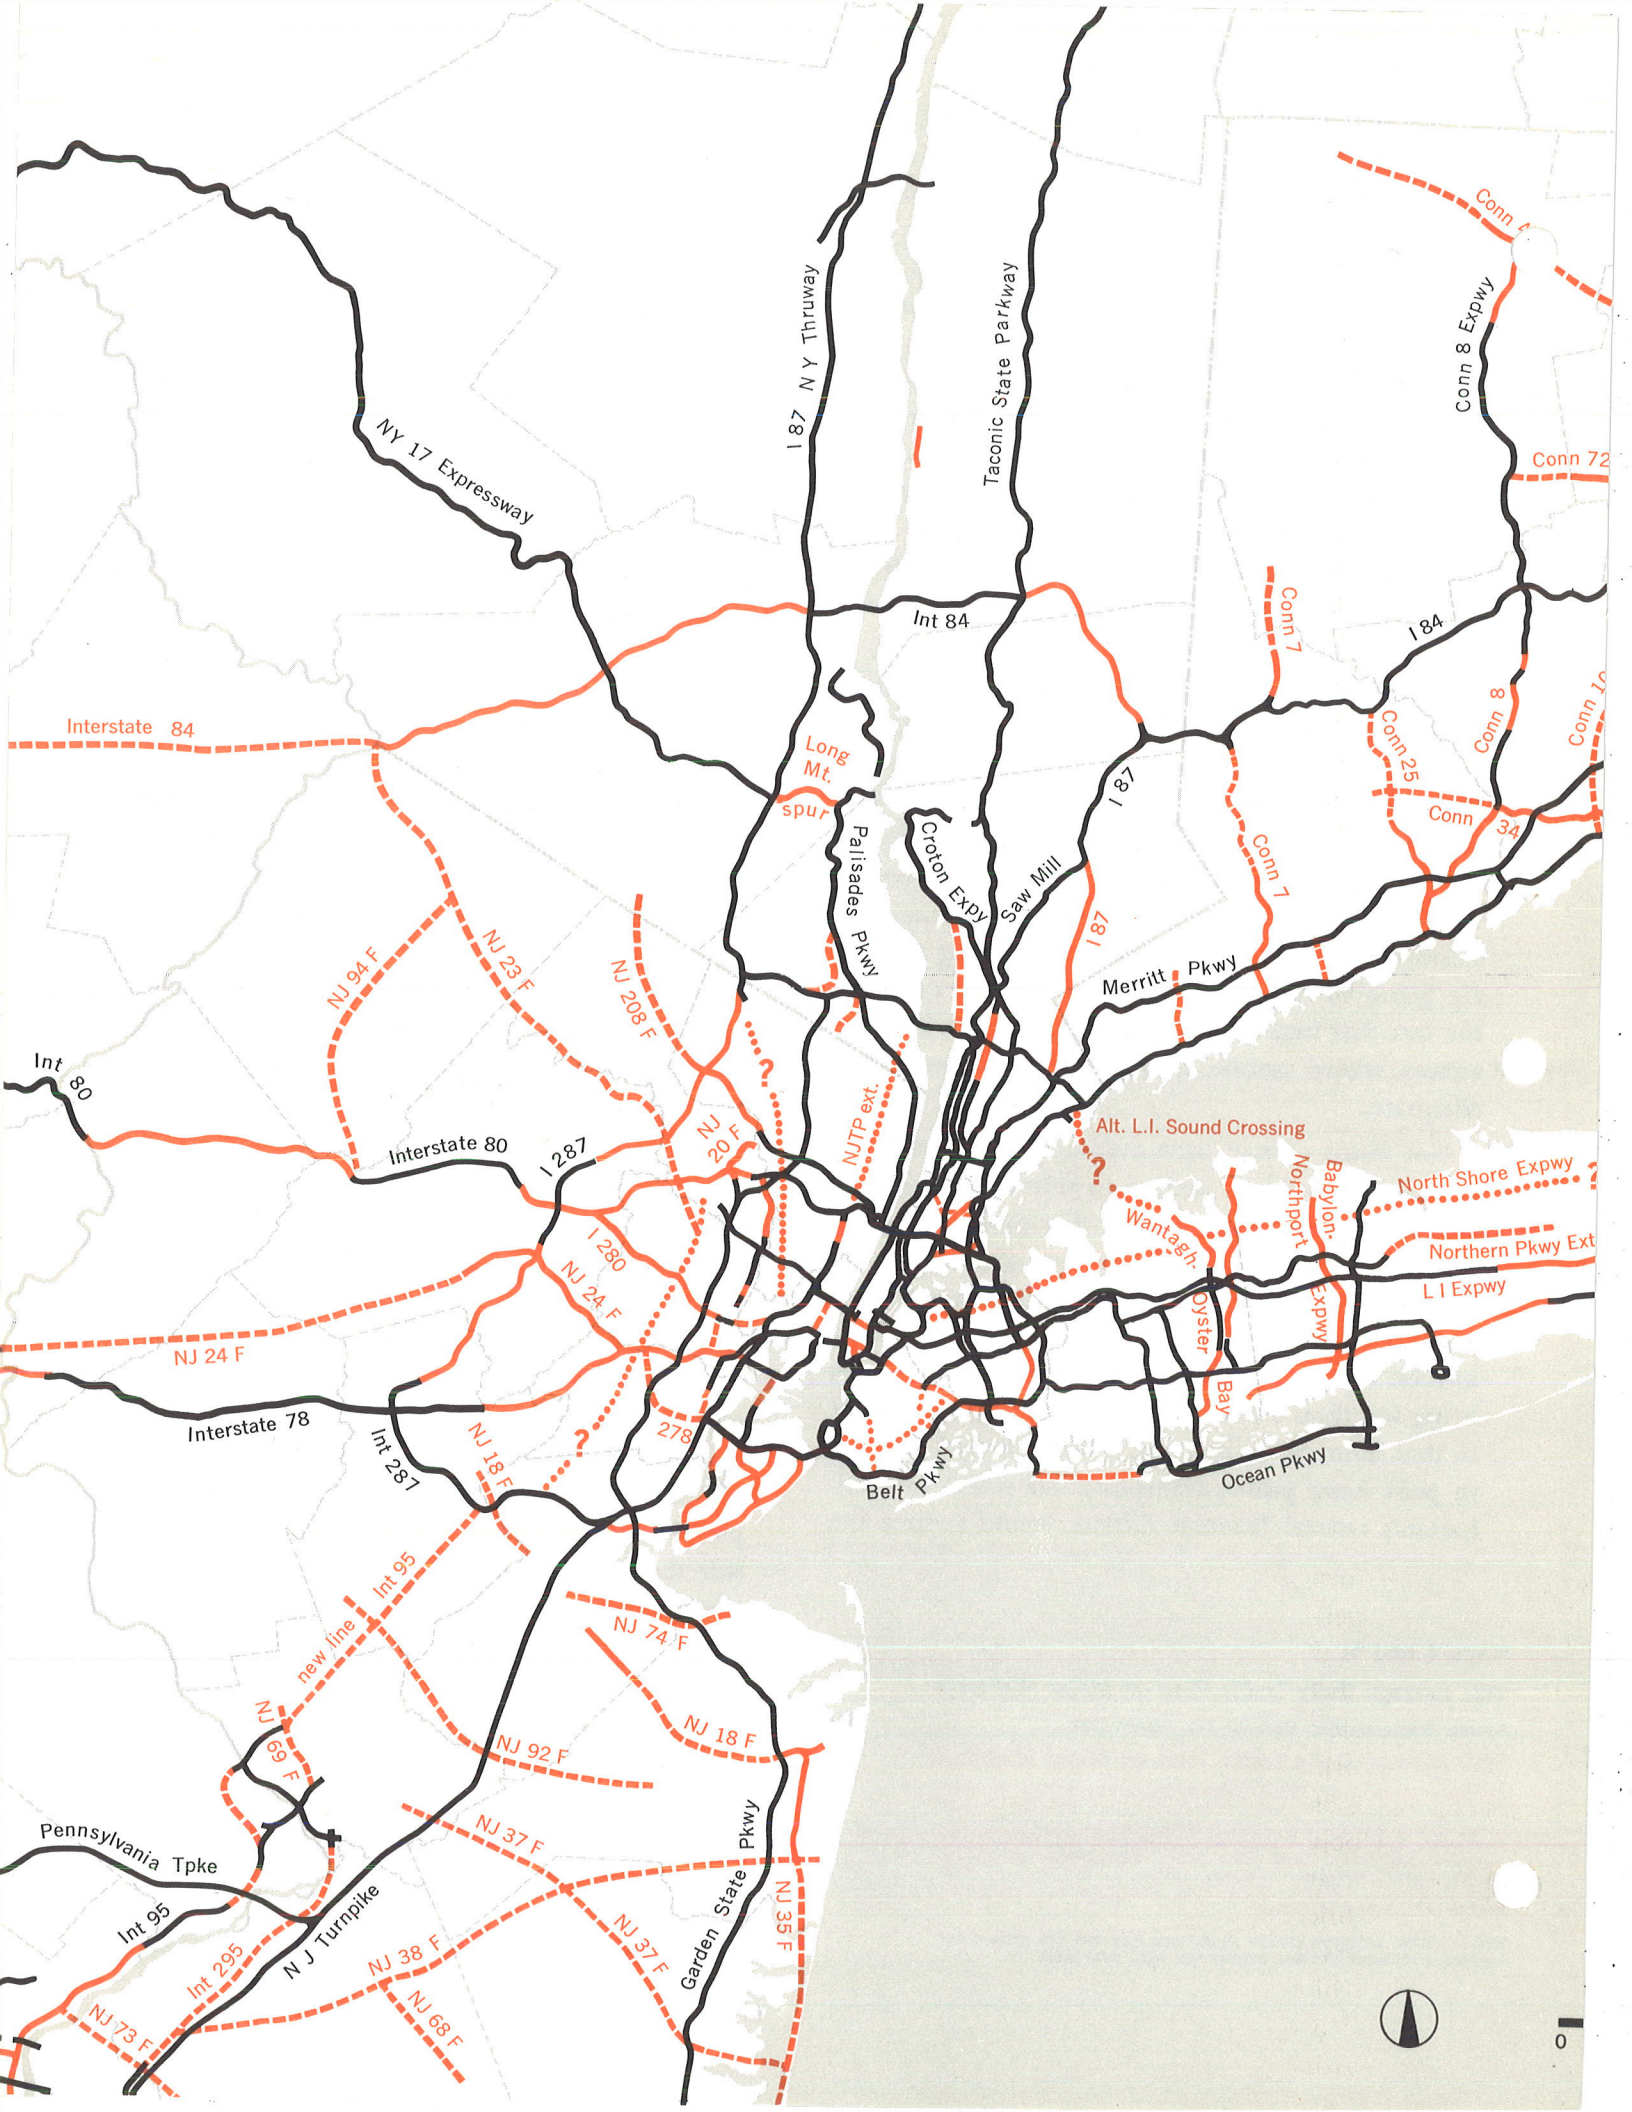 Conn 4
I 87 NY Thruway
Taconic State Parkway
Conn 8 Expwy
NY 17 Expressway
Conn 72
Int 84
Conn 7
I 84
Interstate 84
Long
Mt.
spur
Conn 25
Conn 8
Conn 10
I 87
Conn 34
Palisades Pkwy
Croton Expy
Saw Mill
Conn 7
I 87
NJ 94 F
NJ 23 F
NJ 208 F
Merritt Pkwy
Int 80
?
NJTP ext.
Interstate 80
I 287
NJ
20 F
Alt. L.I. Sound Crossing
?
North Shore Expwy
?
Wantagh-
Oyster
Bay
Northport
Babylon-
Expwy
Northern Pkwy Ext
L I Expwy
I 280
NJ 24 F
NJ 24 F
Interstate 78
Int 287
NJ 18 F
?
278
Belt Pkwy
Ocean Pkwy
Int 95
new line
NJ 74 F
NJ 69 F
NJ 18 F
NJ 92 F
Pennsylvania Tpke
NJ 37 F
Garden State Pkwy
Int 95
N J Turnpike
NJ 35 F
Int 295
NJ 38 F
NJ 37 F
NJ 73 F
NJ 68 F
0